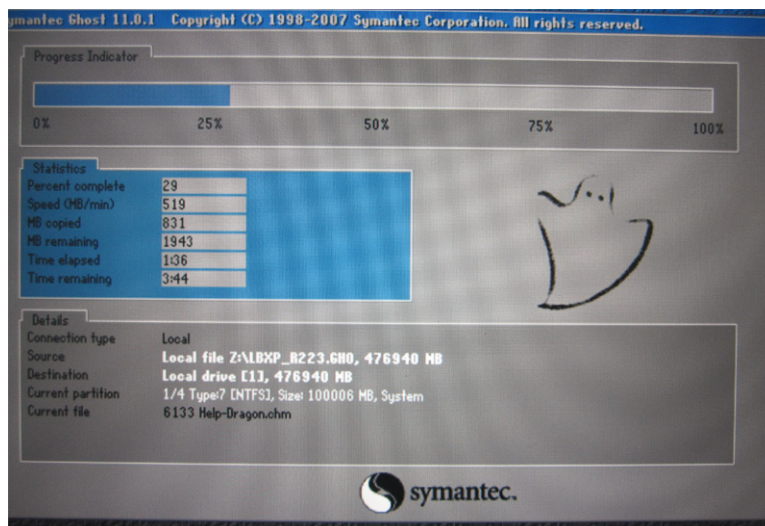 ymantec Ghost 11.0.1   Copyright (C) 1998-2007 Symantec Corporation. All rights reserved.
Progress Indicator
0% 25% 50% 75% 100%
Statistics
Percent complete 29
Speed (MB/min) 519
MB copied 831
MB remaining 1943
Time elapsed 1:36
Time remaining 3:44
Details
Connection type Local
Source Local file Z:\LBXP_R223.GHO, 476940 MB
Destination Local drive [1], 476940 MB
Current partition 1/4 Type:7 [NTFS], Size: 100006 MB, System
Current file 6133 Help-Dragon.chm
symantec.